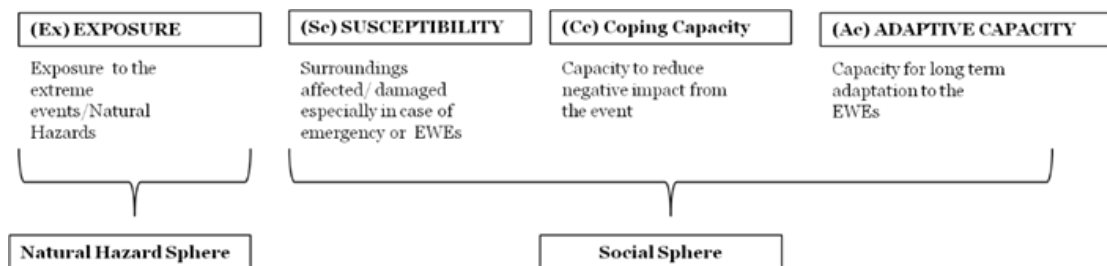 (Ex) EXPOSURE
Exposure to the
extreme
events/Natural
Hazards
(Sc) SUSCEPTIBILITY
Surroundings
affected/ damaged
especially in case of
emergency or EWEs
(Cc) Coping Capacity
Capacity to reduce
negative impact from
the event
(Ac) ADAPTIVE CAPACITY
Capacity for long term
adaptation to the
EWEs
Natural Hazard Sphere
Social Sphere